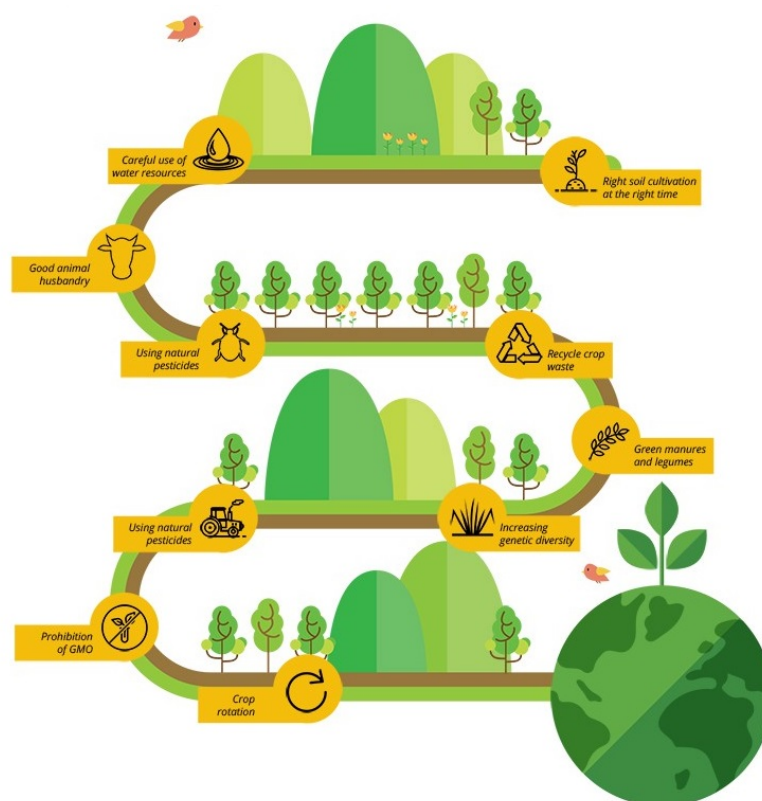 Careful use of
water resources
Right soil cultivation
at the right time
Good animal
husbandry
Using natural
pesticides
Recycle crop
waste
Green manures
and legumes
Using natural
pesticides
Increasing
genetic diversity
Prohibition
of GMO
Crop
rotation